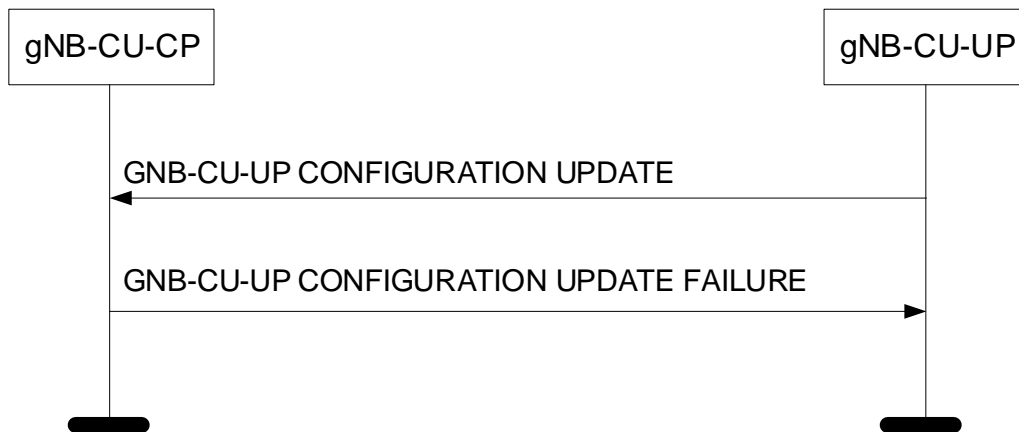 gNB-CU-CP
gNB-CU-UP
GNB-CU-UP CONFIGURATION UPDATE
GNB-CU-UP CONFIGURATION UPDATE FAILURE